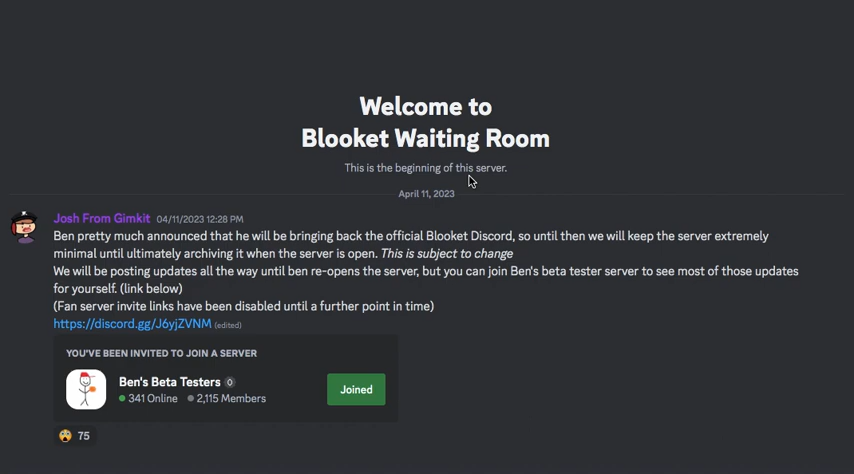 Welcome to
Blooket Waiting Room
This is the beginning of this server.
April 11, 2023
Josh From Gimkit 04/11/2023 12:28 PM
Ben pretty much announced that he will be bringing back the official Blooket Discord, so until then we will keep the server extremely
minimal until ultimately archiving it when the server is open. This is subject to change
We will be posting updates all the way until ben re-opens the server, but you can join Ben's beta tester server to see most of those updates
for yourself. (link below)
(Fan server invite links have been disabled until a further point in time)
https://discord.gg/J6yjZVNM (edited)
YOU'VE BEEN INVITED TO JOIN A SERVER
Ben's Beta Testers
341 Online 2,115 Members
Joined
75